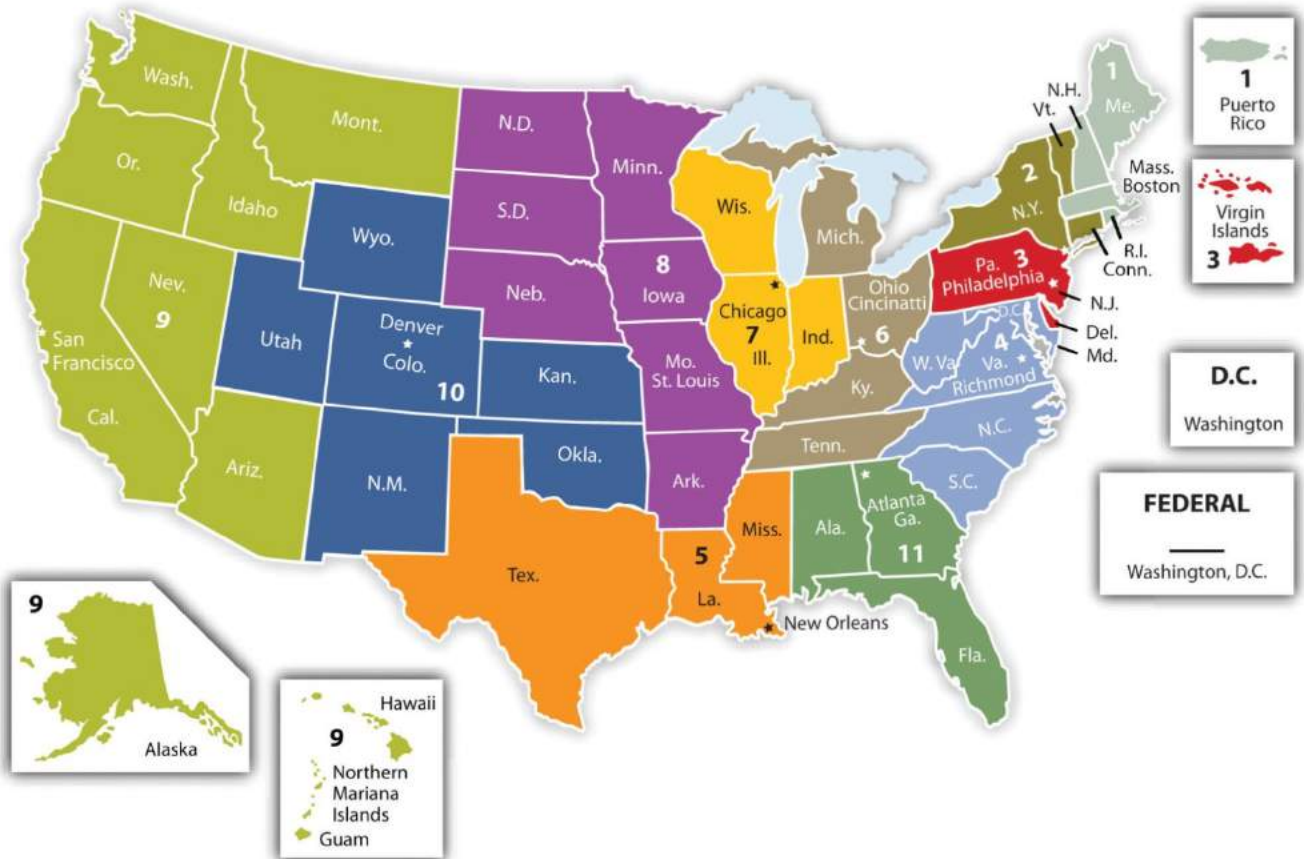 Wash.
Or.
Idaho
Mont.
Nev.
9
San
Francisco
Cal.
Ariz.
Wyo.
Utah
Denver
Colo.
10
Kan.
N.M.
Okla.
N.D.
S.D.
Neb.
Minn.
8
Iowa
Mo.
St. Louis
Ark.
Tex.
5
La.
New Orleans
Miss.
Wis.
Chicago
7
Ill.
Ind.
Mich.
Ohio
Cincinatti
6
Ky.
Tenn.
Ala.
Atlanta
Ga.
11
Fla.
W. Va
D.C.
4
Va.
Richmond
N.C.
S.C.
Pa.
3
Philadelphia
2
N.Y.
Vt.
N.H.
1
Me.
Mass.
Boston
R.I.
Conn.
N.J.
Del.
Md.
1
Puerto
Rico
Virgin
Islands
3
D.C.
Washington
FEDERAL
Washington, D.C.
9
Alaska
Hawaii
9
Northern
Mariana
Islands
Guam